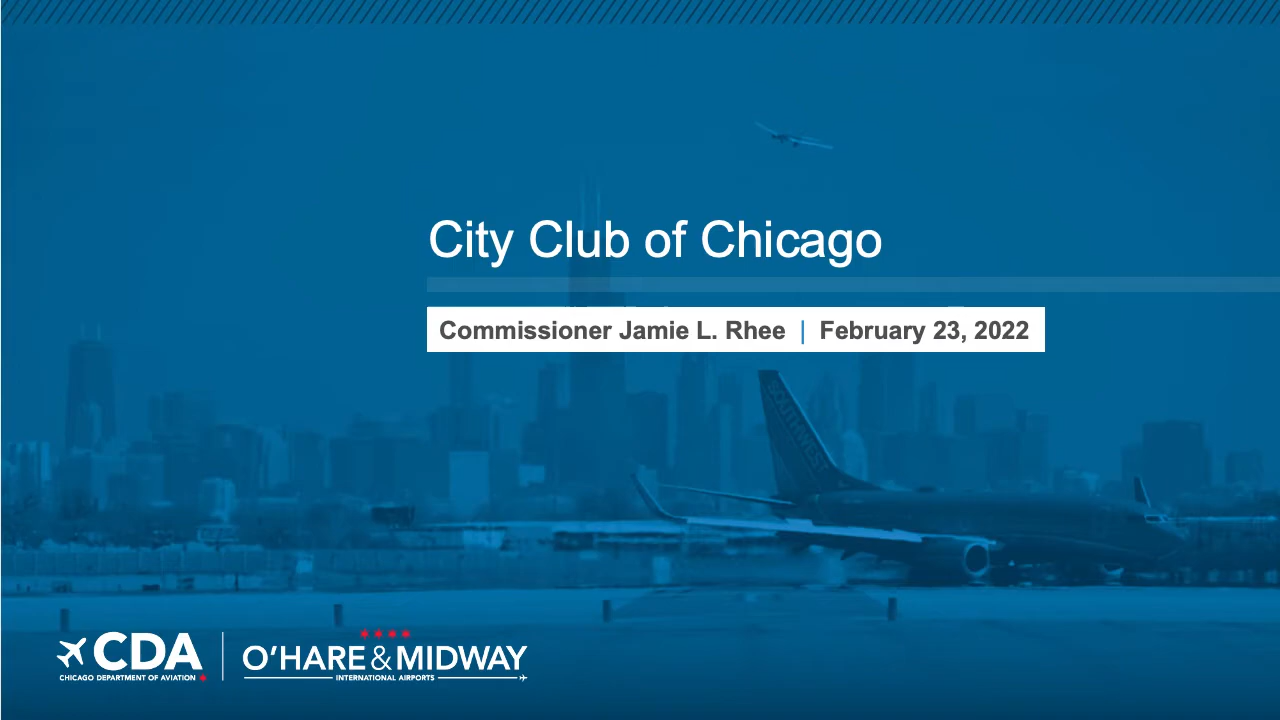 City Club of Chicago
Commissioner Jamie L. Rhee | February 23, 2022
SOUTHWEST
CDA
CHICAGO DEPARTMENT OF AVIATION
O'HARE & MIDWAY
INTERNATIONAL AIRPORTS